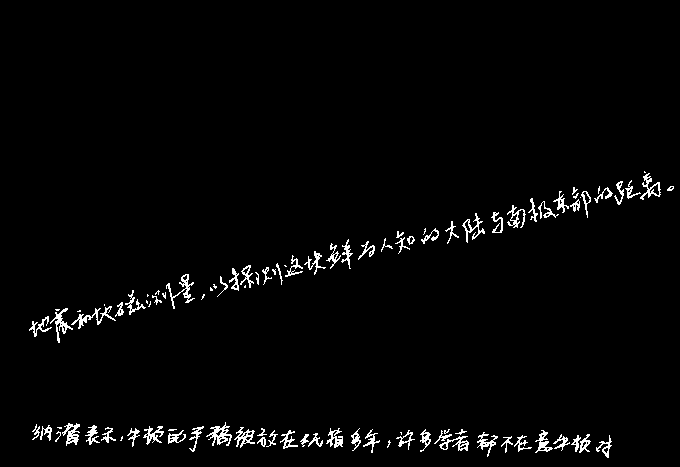 地震和地磁测量，以探测这块鲜为人知的大陆与南极东部的距离。
纳潘表示，牛顿的手稿被放在纸箱多年，许多学者都不在意牛顿对